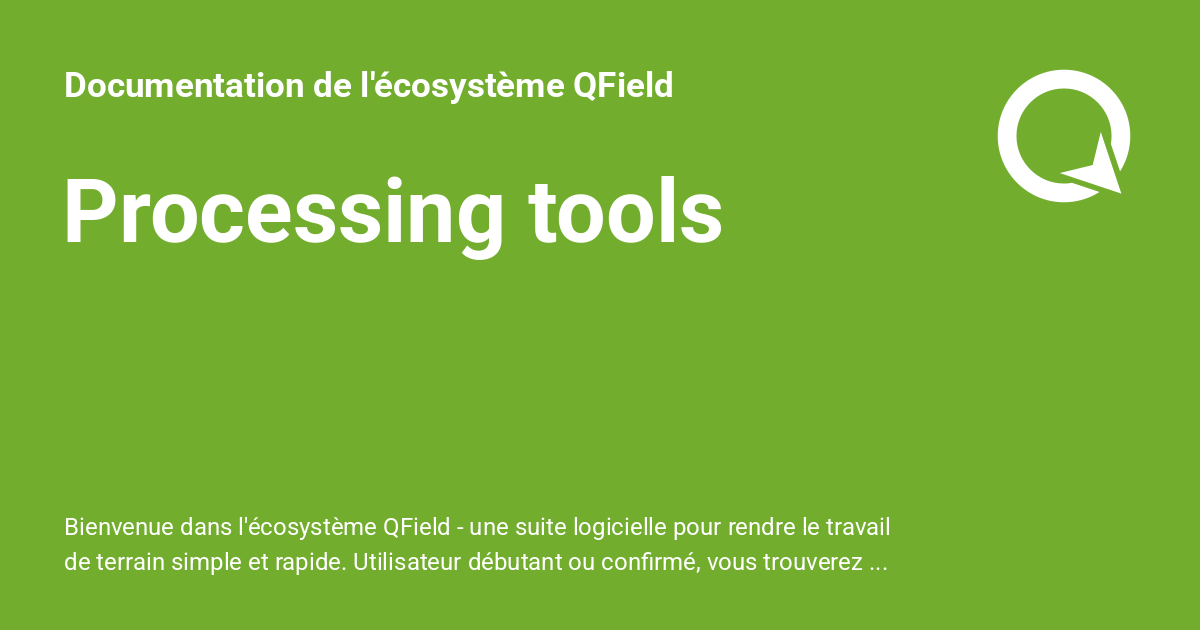 Documentation de l'écosystème QField
Processing tools
Bienvenue dans l'écosystème QField - une suite logicielle pour rendre le travail
de terrain simple et rapide. Utilisateur débutant ou confirmé, vous trouverez ...